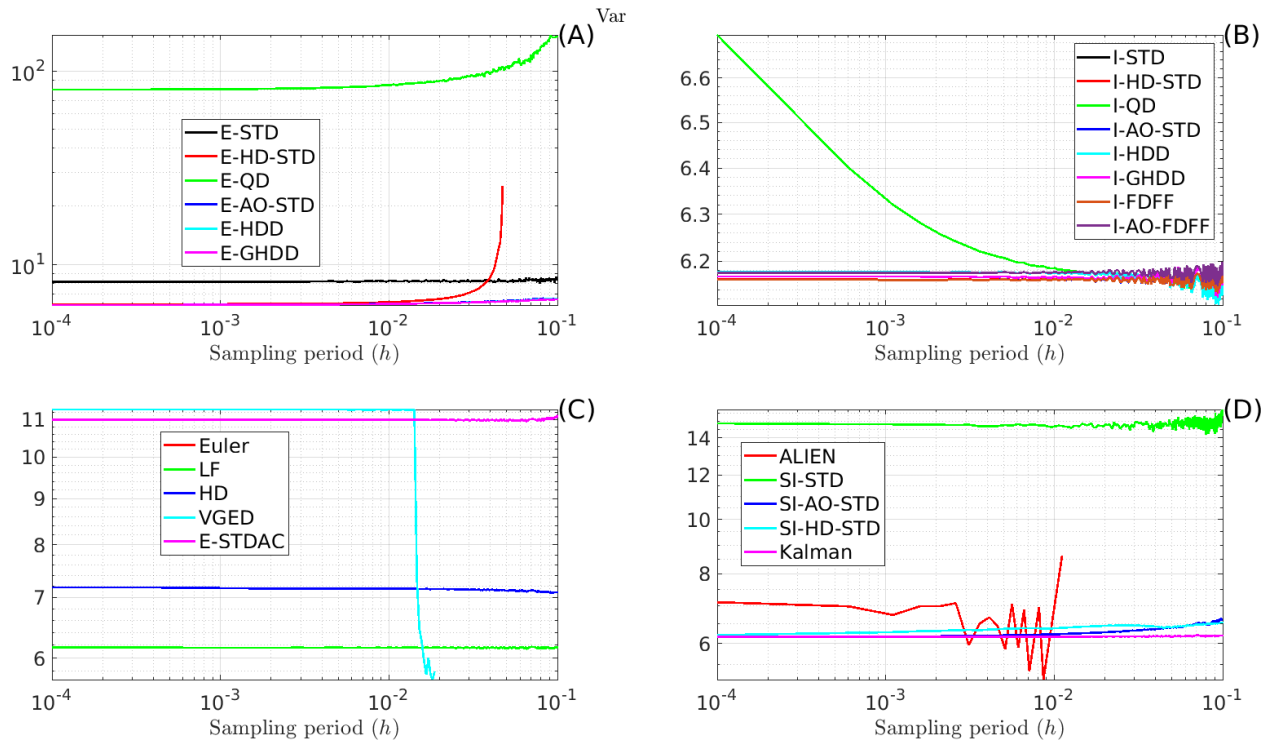 Var
(A)
10^2
10^1
E-STD
E-HD-STD
E-QD
E-AO-STD
E-HDD
E-GHDD
10^-4 10^-3 10^-2 10^-1
Sampling period (h)
(B)
6.6
6.5
6.4
6.3
6.2
I-STD
I-HD-STD
I-QD
I-AO-STD
I-HDD
I-GHDD
I-FDFF
I-AO-FDFF
10^-4 10^-3 10^-2 10^-1
Sampling period (h)
(C)
11
10
9
8
7
6
Euler
LF
HD
VGED
E-STDAC
10^-4 10^-3 10^-2 10^-1
Sampling period (h)
(D)
14
12
10
8
6
ALIEN
SI-STD
SI-AO-STD
SI-HD-STD
Kalman
10^-4 10^-3 10^-2 10^-1
Sampling period (h)